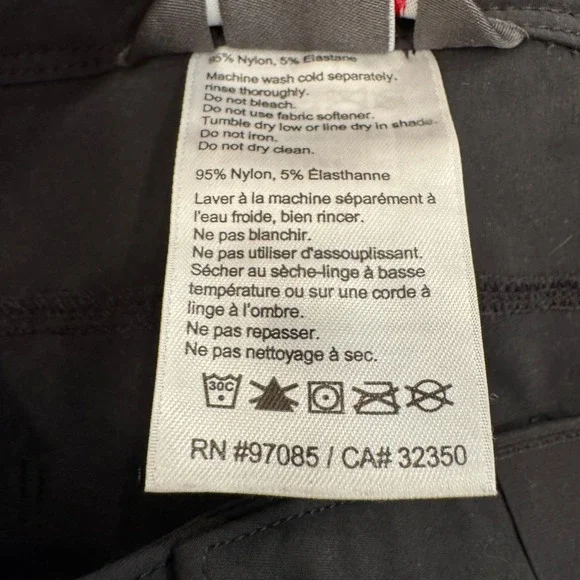 95% Nylon, 5% Elastane
Machine wash cold separately.
rinse thoroughly.
Do not bleach.
Do not use fabric softener.
Tumble dry low or line dry in shade.
Do not iron.
Do not dry clean.
95% Nylon, 5% Élasthanne
Laver à la machine séparément à
l'eau froide, bien rincer.
Ne pas blanchir.
Ne pas utiliser d'assouplissant.
Sécher au sèche-linge à basse
température ou sur une corde à
linge à l'ombre.
Ne pas repasser.
Ne pas nettoyage à sec.
30C
RN #97085 / CA# 32350